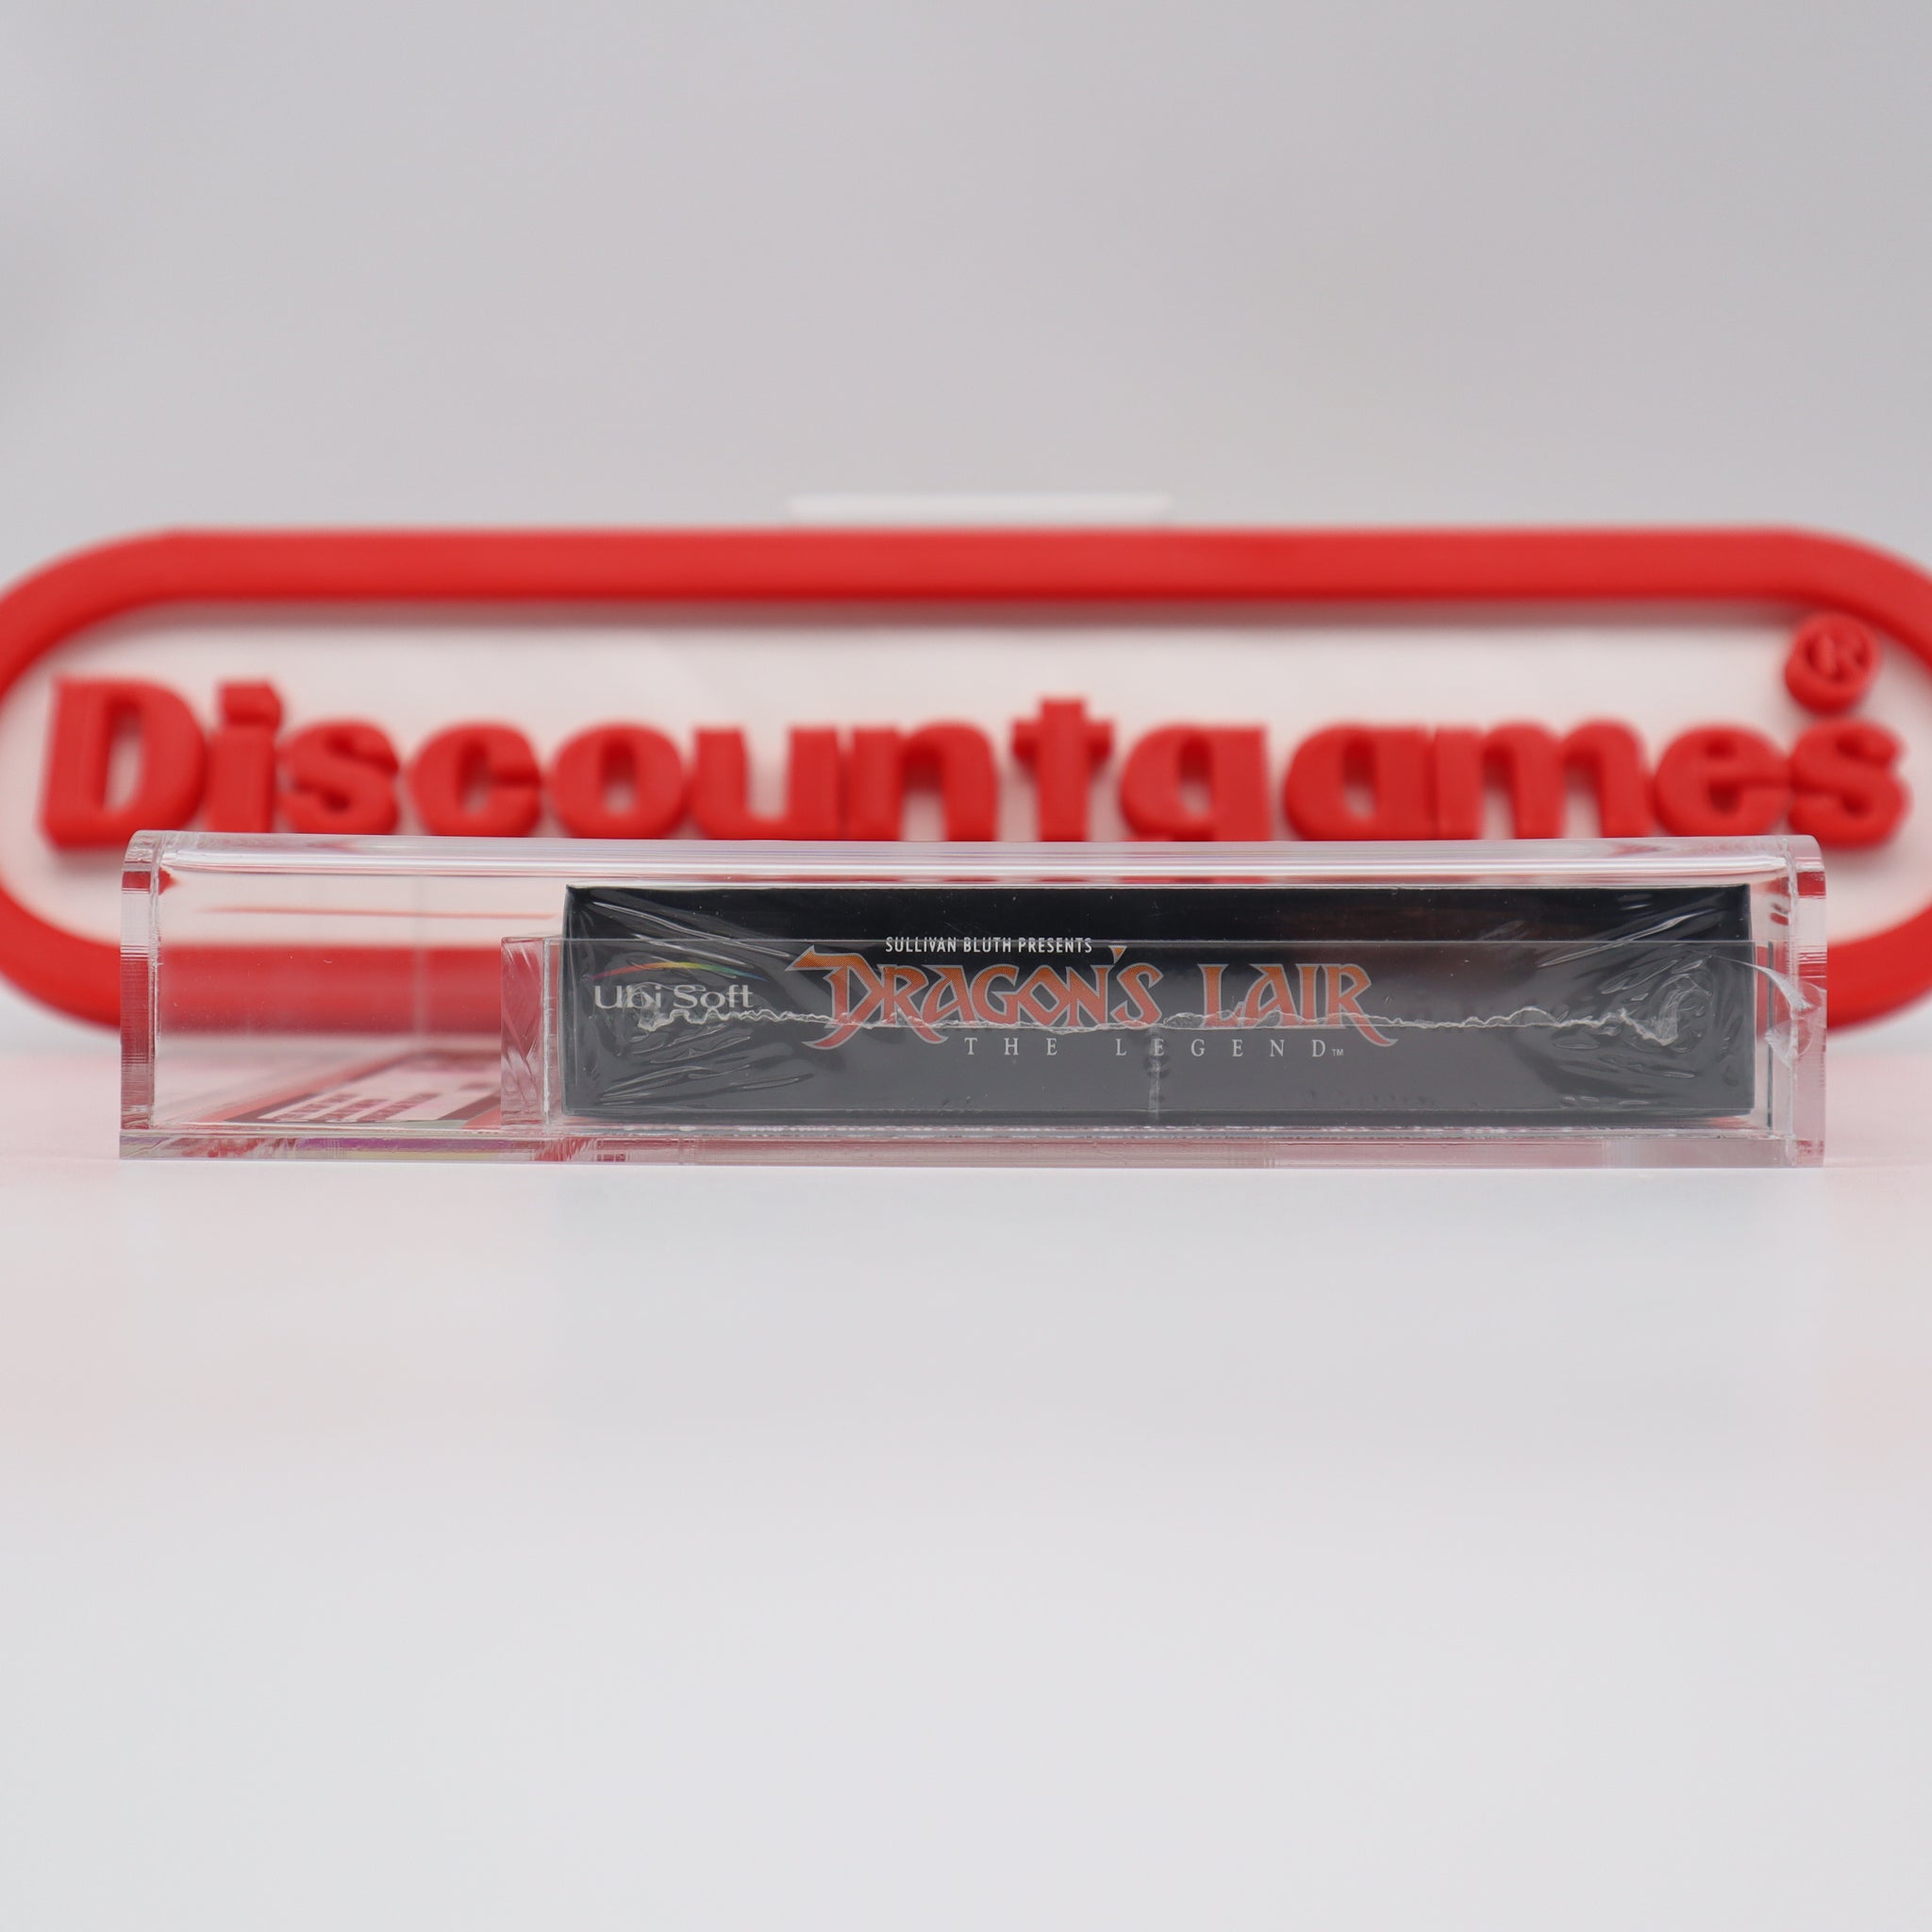 Discountgames®
SULLIVAN BLUTH PRESENTS
Ubi Soft
DRAGON'S LAIR
THE LEGEND™